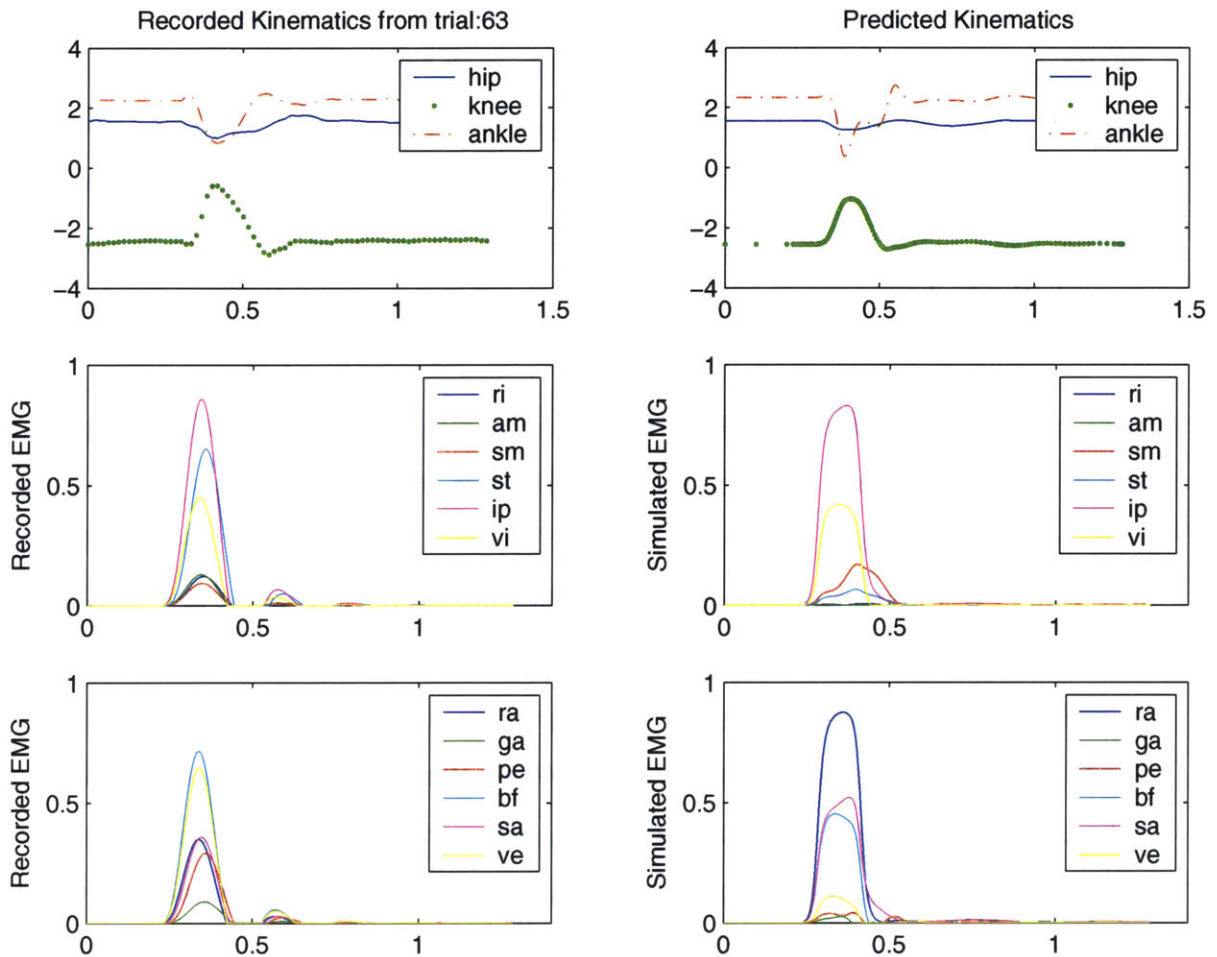 Recorded Kinematics from trial:63
4
2
0
−2
−4
0
0.5
1
1.5
hip
knee
ankle
Predicted Kinematics
4
2
0
−2
−4
0
0.5
1
1.5
hip
knee
ankle
Recorded EMG
1
0.5
0
0
0.5
1
ri
am
sm
st
ip
vi
Simulated EMG
1
0.5
0
0
0.5
1
ri
am
sm
st
ip
vi
Recorded EMG
1
0.5
0
0
0.5
1
ra
ga
pe
bf
sa
ve
Simulated EMG
1
0.5
0
0
0.5
1
ra
ga
pe
bf
sa
ve